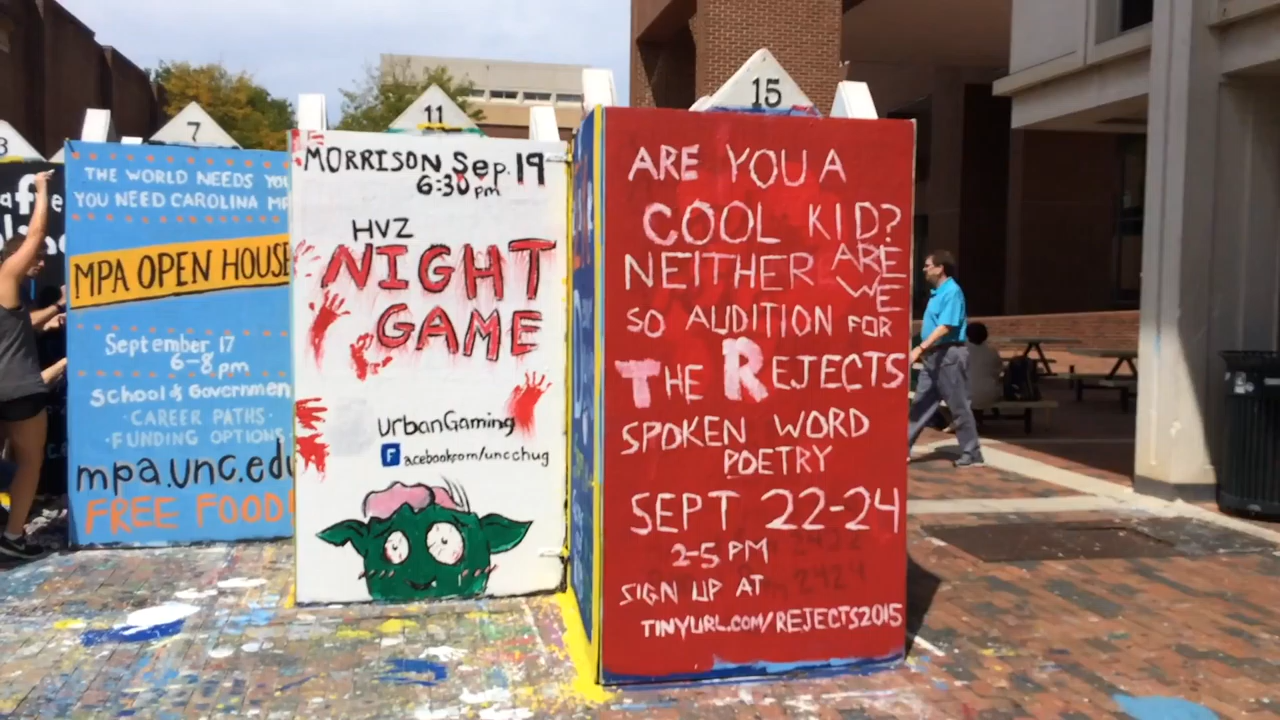 3
7
THE WORLD NEEDS
YOU NEED CAROLINA
MPA OPEN HOUSE
September 17
6-8 pm
School of Government
·CAREER PATHS·
·FUNDING OPTIONS
mpa.unc.edu
FREE FOOD!
11
MORRISON Sep. 19
6:30 pm
HVZ
NIGHT
GAME
UrbanGaming
Facebook.com/uncchug
15
ARE YOU A
COOL KID?
NEITHER ARE
WE
SO AUDITION FOR
THE REJECTS
SPOKEN WORD
POETRY
SEPT 22-24
2-5 PM
SIGN UP AT
TINYURL.COM/REJECTS2015